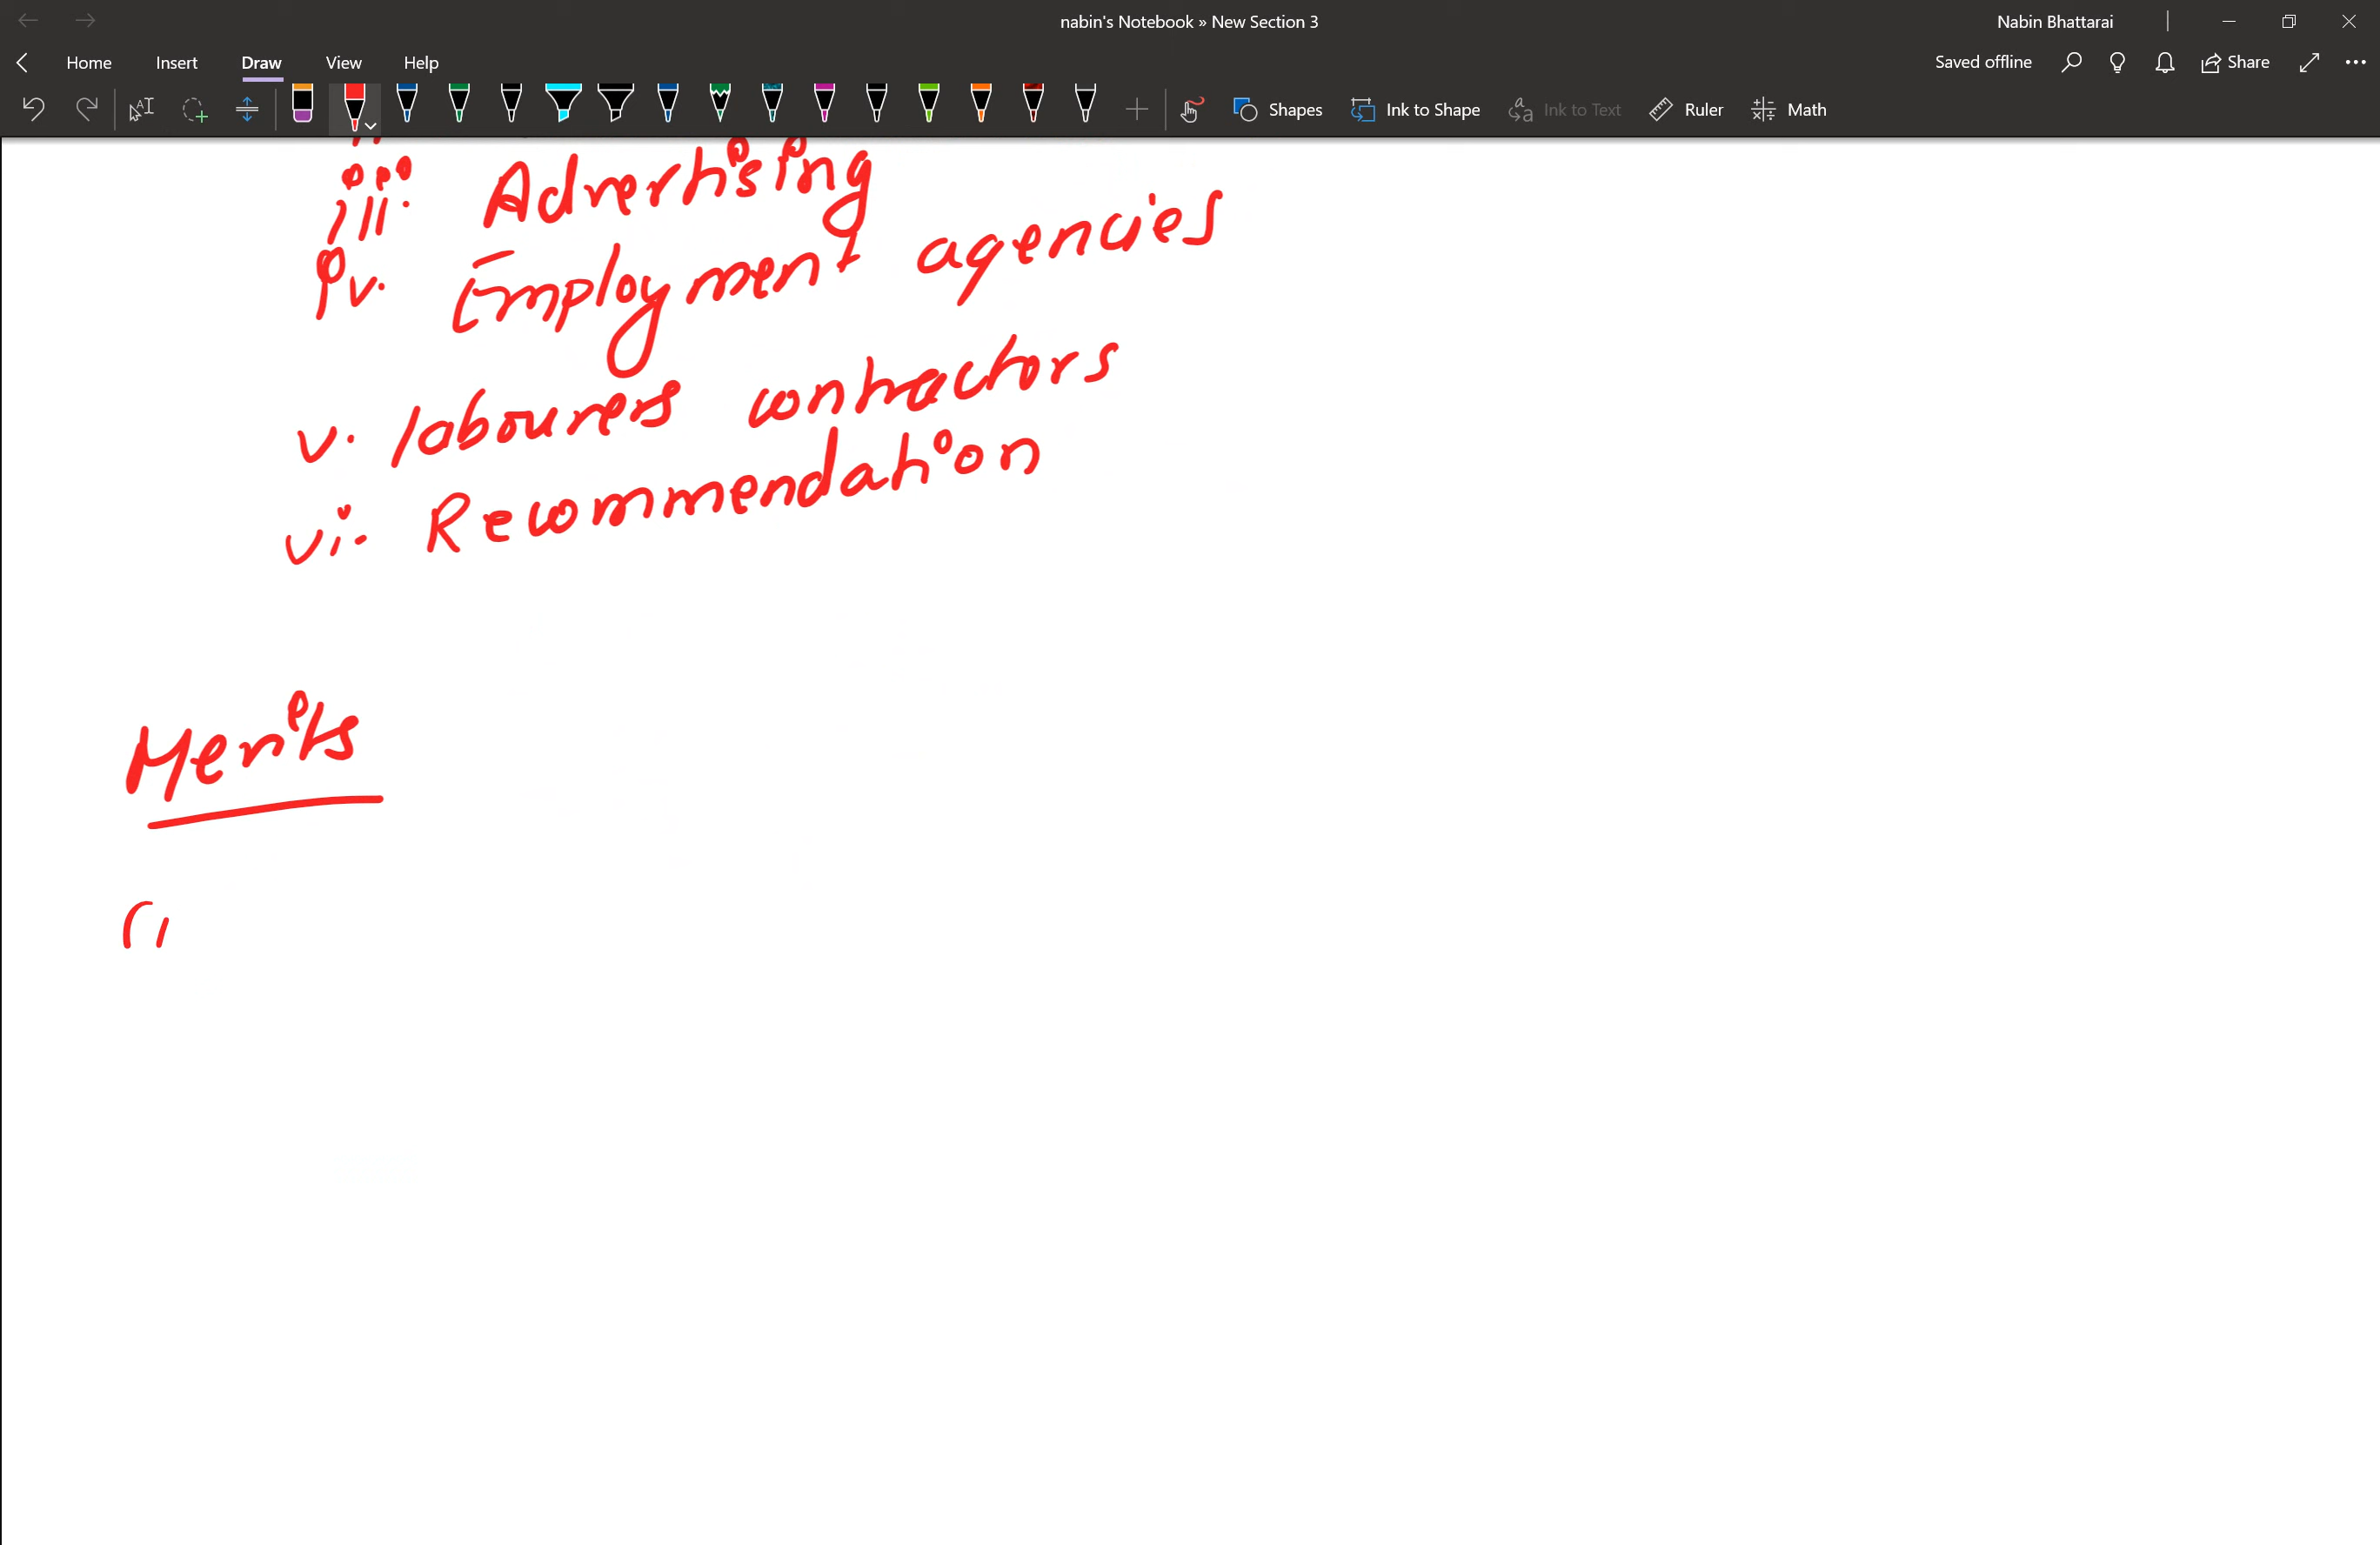 nabin's Notebook » New Section 3
Nabin Bhattarai
Home Insert Draw View Help
Saved offline
Share
Shapes
Ink to Shape
Ink to Text
Ruler
Math
iii. Advertising
iv. Employment agencies
v. labourers contractors
vi. Recommendation
Merits
(i